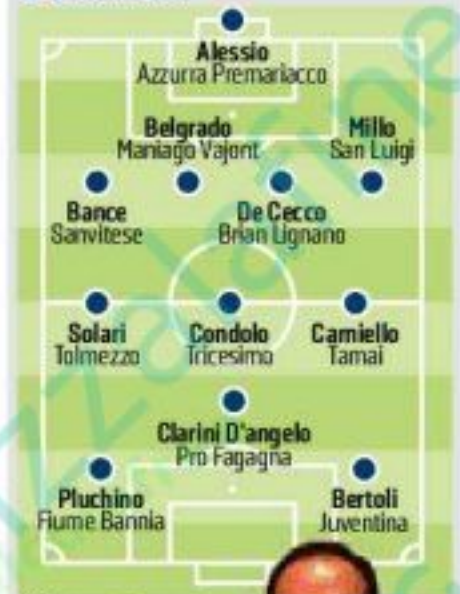 Alessio
Azzurra Premariacco
Belgrado
Maniago Vajont
Millo
San Luigi
Bance
Sanvitese
De Cecco
Brian Lignano
Solari
Tolmezzo
Condolo
Tricesimo
Camiello
Tamai
Clarini D'angelo
Pro Fagagna
Pluchino
Fiume Bannia
Bertoli
Juventina